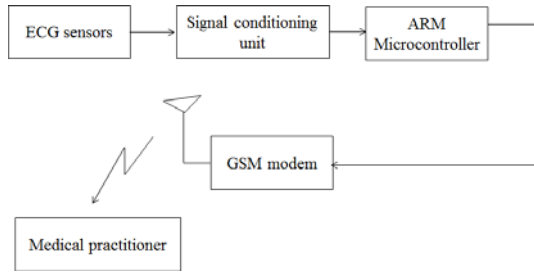 ECG sensors
Signal conditioning
unit
ARM
Microcontroller
GSM modem
Medical practitioner